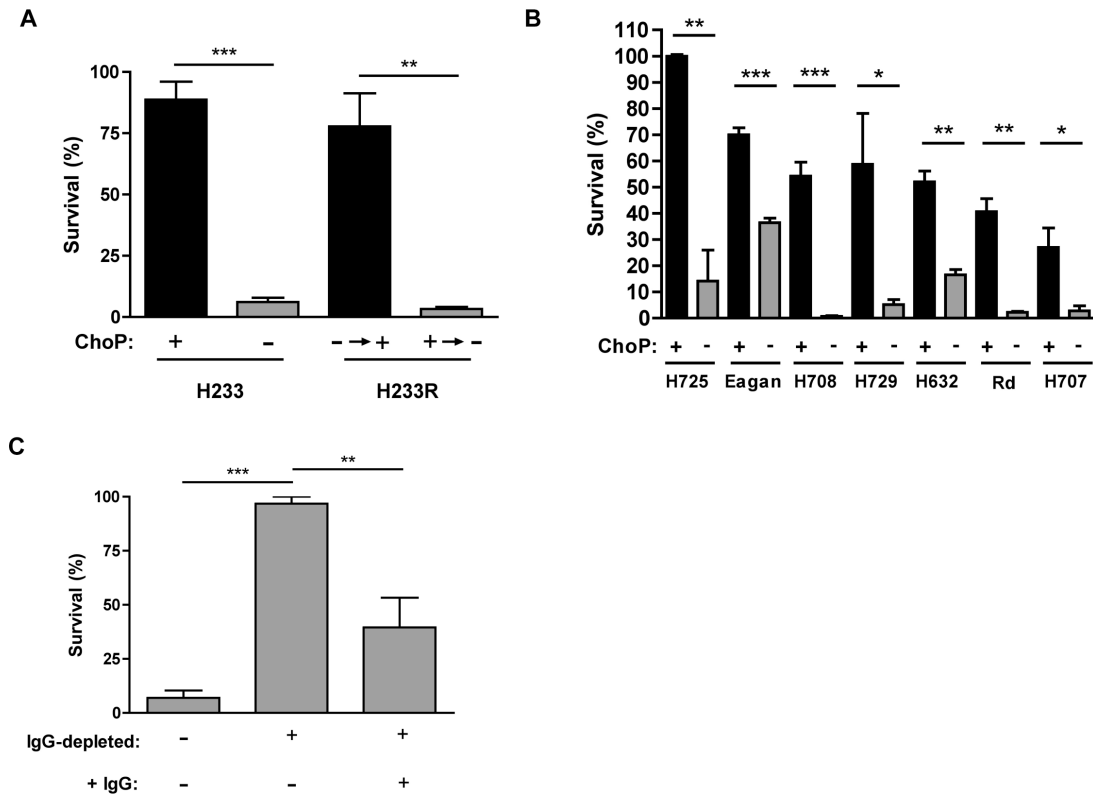 A
***
**
100
75
50
25
0
Survival (%)
ChoP: + - - → + + → -
H233 H233R
B
**
*** *** *
** ** *
110
100
90
80
70
60
50
40
30
20
10
0
Survival (%)
ChoP: + - + - + - + - + - + - + -
H725 Eagan H708 H729 H632 Rd H707
C
*** **
100
75
50
25
0
Survival (%)
IgG-depleted: - + +
+ IgG: - - +